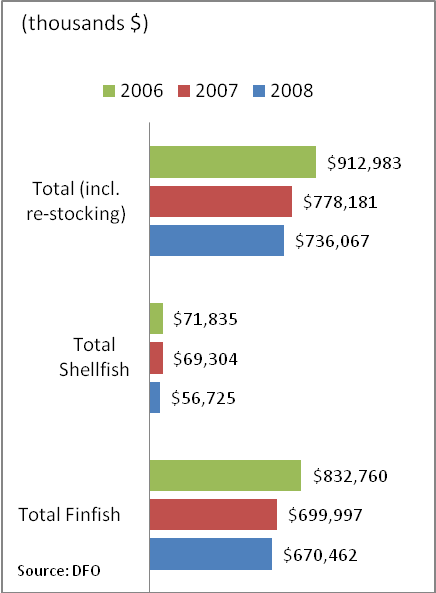 (thousands $)
2006 2007 2008
Total (incl.
re-stocking)
$912,983
$778,181
$736,067
Total
Shellfish
$71,835
$69,304
$56,725
Total Finfish
$832,760
$699,997
$670,462
Source: DFO